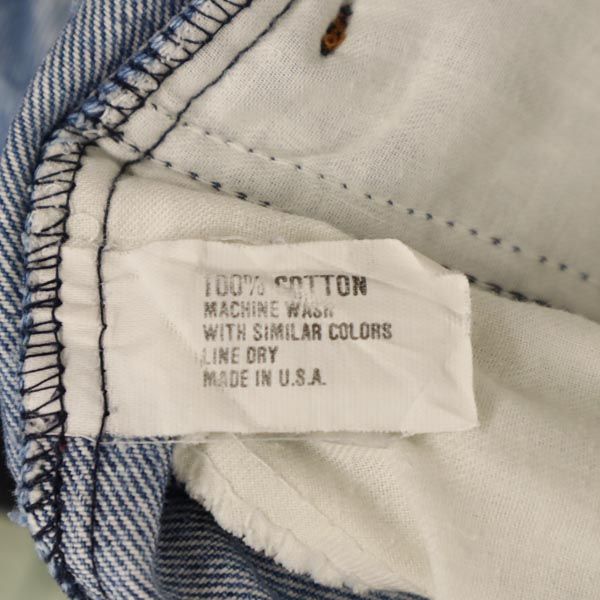 100% COTTON
MACHINE WASH
WITH SIMILAR COLORS
LINE DRY
MADE IN U.S.A.